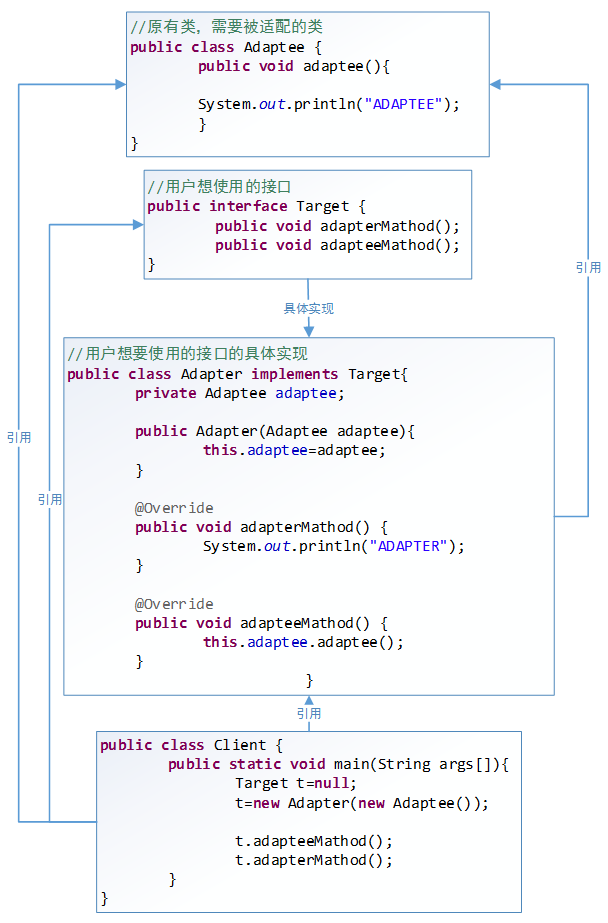 //原有类，需要被适配的类
public class Adaptee {
public void adaptee(){
System.out.println("ADAPTEE");
}
}
//用户想使用的接口
public interface Target {
public void adapterMathod();
public void adapteeMathod();
}
引用
具体实现
//用户想要使用的接口的具体实现
public class Adapter implements Target{
private Adaptee adaptee;
public Adapter(Adaptee adaptee){
this.adaptee=adaptee;
}
引用
引用
@Override
public void adapterMathod() {
System.out.println("ADAPTER");
}
@Override
public void adapteeMathod() {
this.adaptee.adaptee();
}
}
引用
public class Client {
public static void main(String args[]){
Target t=null;
t=new Adapter(new Adaptee());
t.adapteeMathod();
t.adapterMathod();
}
}